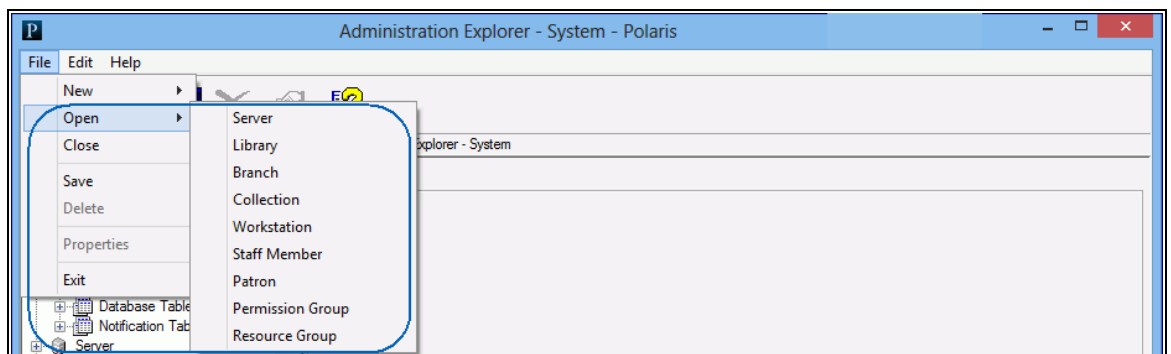 P
Administration Explorer - System - Polaris
File Edit Help
New
Open
Close
Save
Delete
Properties
Exit
Server
Library
Branch
Collection
Workstation
Staff Member
Patron
Permission Group
Resource Group
xplorer - System
Database Table
Notification Tab
Server